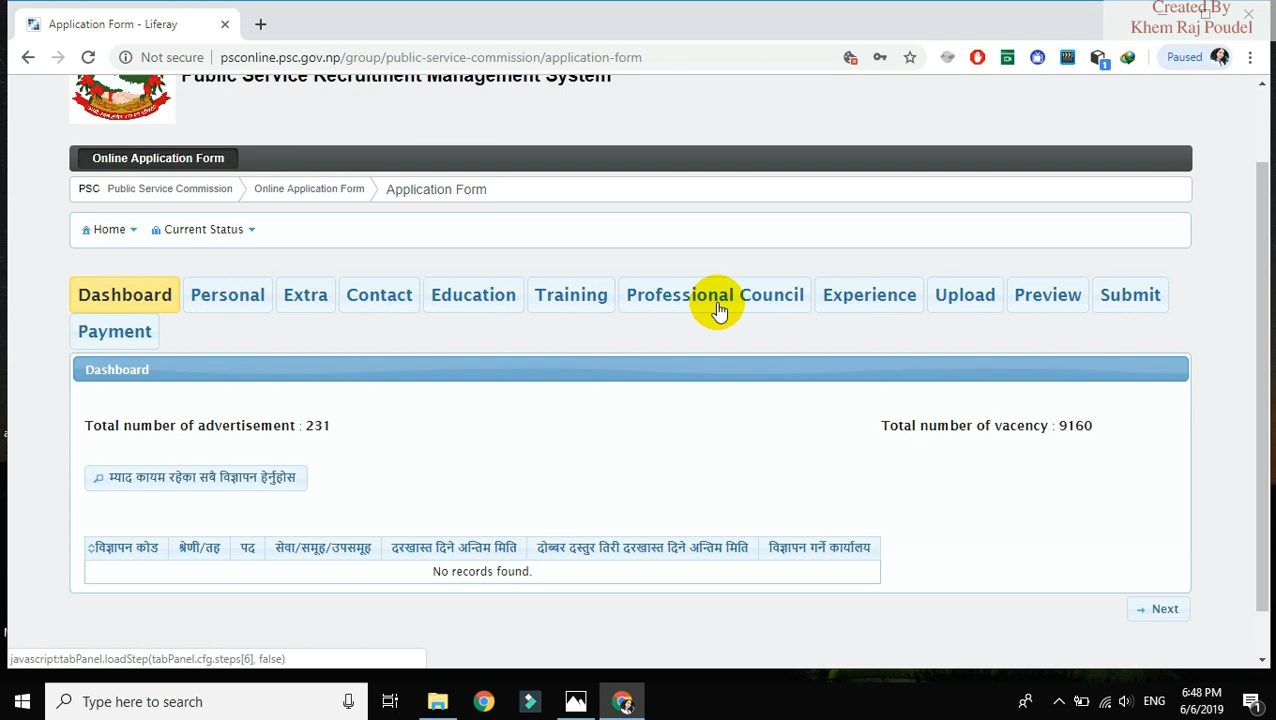 Application Form - Liferay
Created By
Khem Raj Poudel
Not secure psconline.psc.gov.np/group/public-service-commission/application-form
Paused
Public Service Recruitment Management System
Online Application Form
PSC Public Service Commission Online Application Form Application Form
Home Current Status
Dashboard Personal Extra Contact Education Training Professional Council Experience Upload Preview Submit
Payment
Dashboard
Total number of advertisement : 231 Total number of vacancy : 9160
म्याद कायम रहेका सबै विज्ञापन हेर्नुहोस
विज्ञापन कोड श्रेणी/तह पद सेवा/समूह/उपसमूह दरखास्त दिने अन्तिम मिति दोब्बर दस्तुर तिरी दरखास्त दिने अन्तिम मिति विज्ञापन गर्ने कार्यालय
No records found.
Next
javascript:tabPanel.loadStep(tabPanel.cfg.steps[6], false)
Type here to search
ENG
6:48 PM
6/6/2019
1